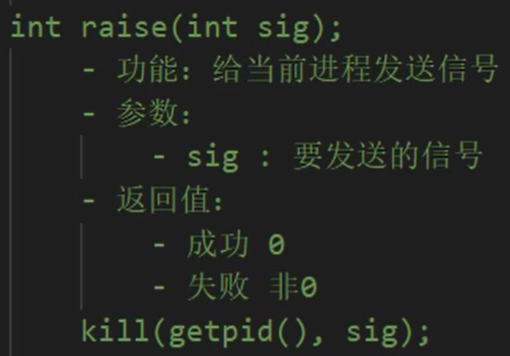 int raise(int sig);
- 功能：给当前进程发送信号
- 参数：
- sig : 要发送的信号
- 返回值：
- 成功 0
- 失败 非0
kill(getpid(), sig);